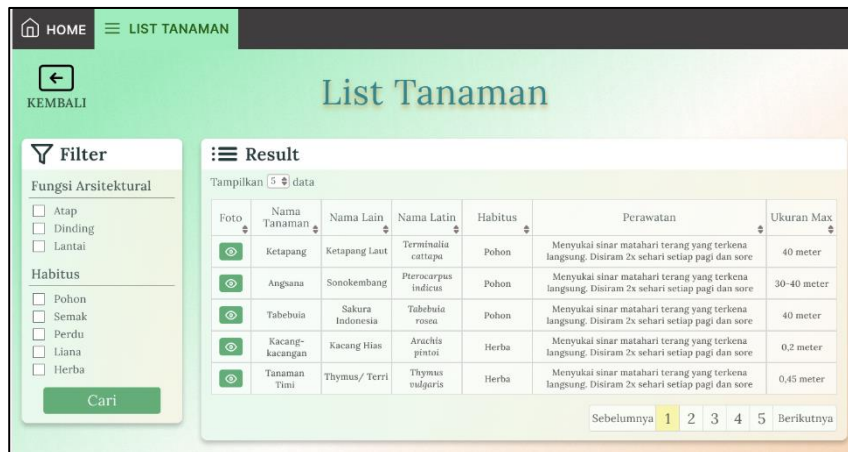 HOME
LIST TANAMAN
KEMBALI
List Tanaman
Filter
Fungsi Arsitektural
Atap
Dinding
Lantai
Habitus
Pohon
Semak
Perdu
Liana
Herba
Cari
Result
Tampilkan 5 data
Foto Nama Tanaman Nama Lain Nama Latin Habitus Perawatan Ukuran Max
Ketapang Ketapang Laut Terminalia cattapa Pohon Menyukai sinar matahari terang yang terkena langsung. Disiram 2x sehari setiap pagi dan sore 40 meter
Angsana Sonokembang Pterocarpus indicus Pohon Menyukai sinar matahari terang yang terkena langsung. Disiram 2x sehari setiap pagi dan sore 30-40 meter
Tabebuia Sakura Indonesia Tabebuia rosea Pohon Menyukai sinar matahari terang yang terkena langsung. Disiram 2x sehari setiap pagi dan sore 40 meter
Kacang-kacangan Kacang Hias Arachis pintoi Herba Menyukai sinar matahari terang yang terkena langsung. Disiram 2x sehari setiap pagi dan sore 0,2 meter
Tanaman Timi Thymus/ Terri Thymus vulgaris Herba Menyukai sinar matahari terang yang terkena langsung. Disiram 2x sehari setiap pagi dan sore 0,45 meter
Sebelumnya 1 2 3 4 5 Berikutnya